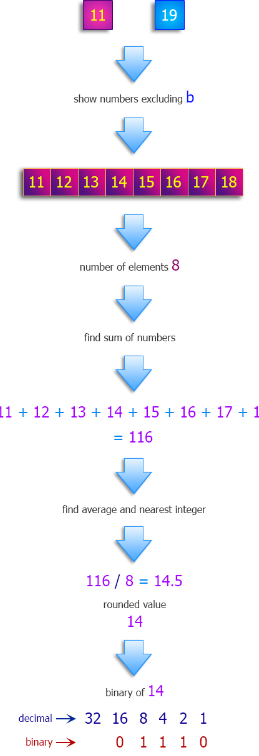 11 19
show numbers excluding b
11 12 13 14 15 16 17 18
number of elements 8
find sum of numbers
11 + 12 + 13 + 14 + 15 + 16 + 17 + 1
= 116
find average and nearest integer
116 / 8 = 14.5
rounded value
14
binary of 14
decimal 32 16 8 4 2 1
binary 0 1 1 1 0